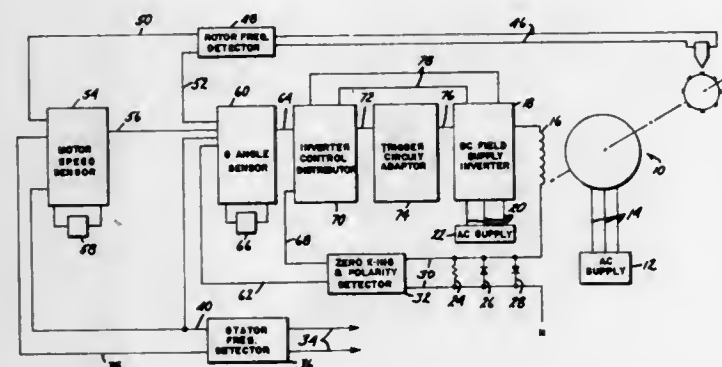 50
48
ROTOR FREQ.
DETECTOR
46
52
54
MOTOR
SPEED
SENSOR
56
58
60
ANGLE
SENSOR
66
64
78
INVERTER
CONTROL
DISTRIBUTOR
70
72
TRIGGER
CIRCUIT
ADAPTOR
74
76
18
DC FIELD
SUPPLY
INVERTER
16
20
22
AC SUPPLY
10
14
AC
SUPPLY
12
68
62
ZERO X-ING
& POLARITY
DETECTOR
30
32
24
26
28
40
STATOR
FREQ.
DETECTOR
34
36